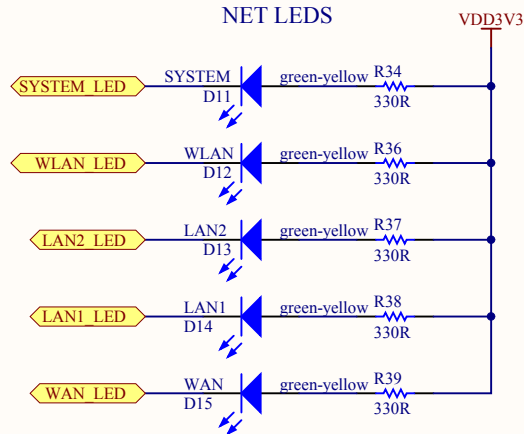 NET LEDS
VDD3V3
SYSTEM_LED
SYSTEM
D11
green-yellow
R34
330R
WLAN_LED
WLAN
D12
green-yellow
R36
330R
LAN2_LED
LAN2
D13
green-yellow
R37
330R
LAN1_LED
LAN1
D14
green-yellow
R38
330R
WAN_LED
WAN
D15
green-yellow
R39
330R